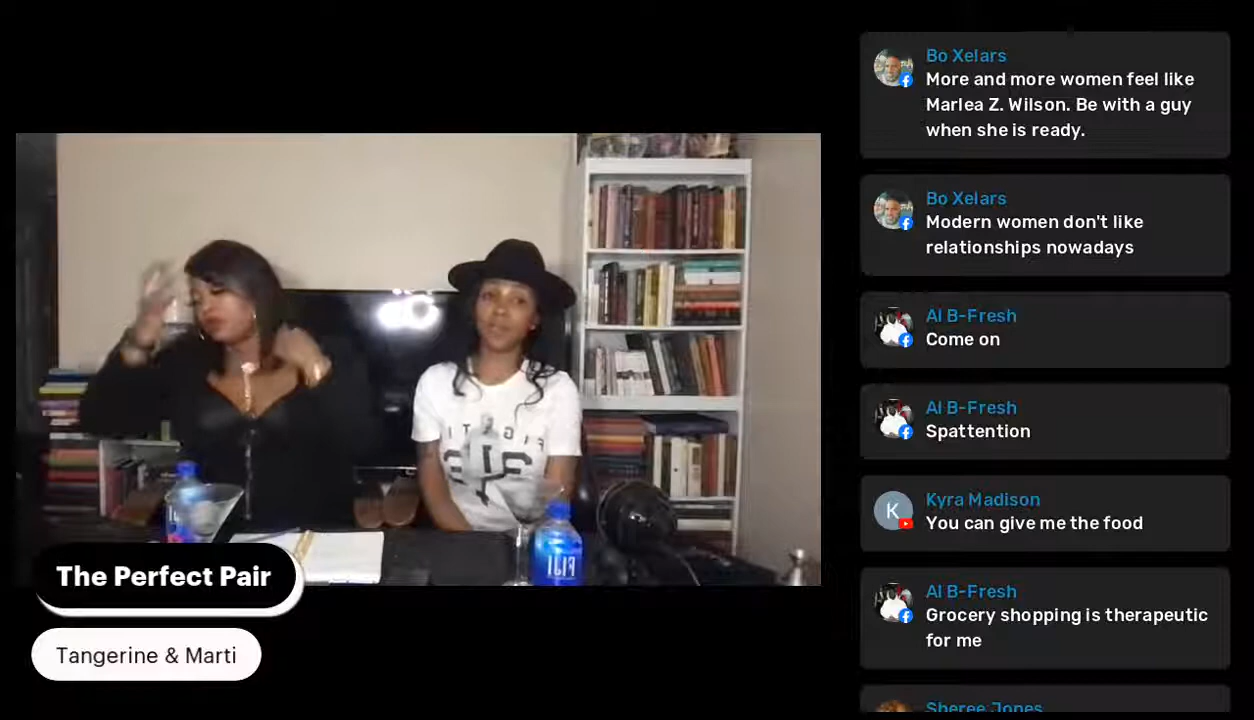 Bo Xelars
More and more women feel like
Marlea Z. Wilson. Be with a guy
when she is ready.
Bo Xelars
Modern women don't like
relationships nowadays
Al B-Fresh
Come on
Al B-Fresh
Spattention
Kyra Madison
K
You can give me the food
Al B-Fresh
Grocery shopping is therapeutic
for me
Sheree Jones
FIJI
The Perfect Pair
Tangerine & Marti